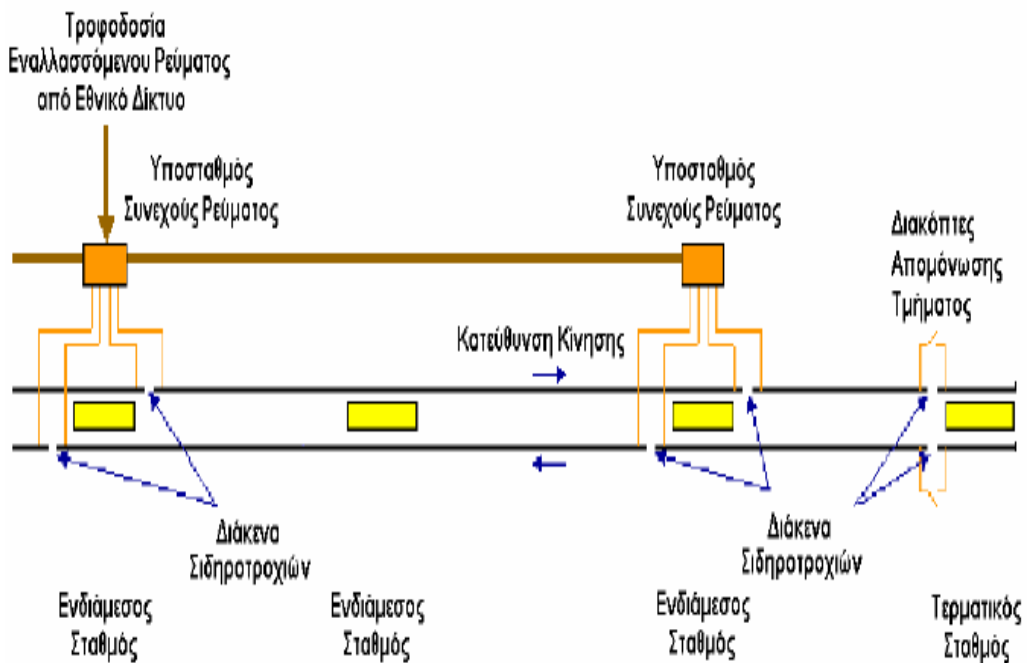 Τροφοδοσία
Εναλλασσόμενου Ρεύματος
από Εθνικό Δίκτυο
Υποσταθμός
Συνεχούς Ρεύματος
Υποσταθμός
Συνεχούς Ρεύματος
Διακόπτες
Απομόνωσης
Τμήματος
Κατεύθυνση Κίνησης
Διάκενα
Σιδηροτροχιών
Διάκενα
Σιδηροτροχιών
Ενδιάμεσος
Σταθμός
Ενδιάμεσος
Σταθμός
Ενδιάμεσος
Σταθμός
Τερματικός
Σταθμός